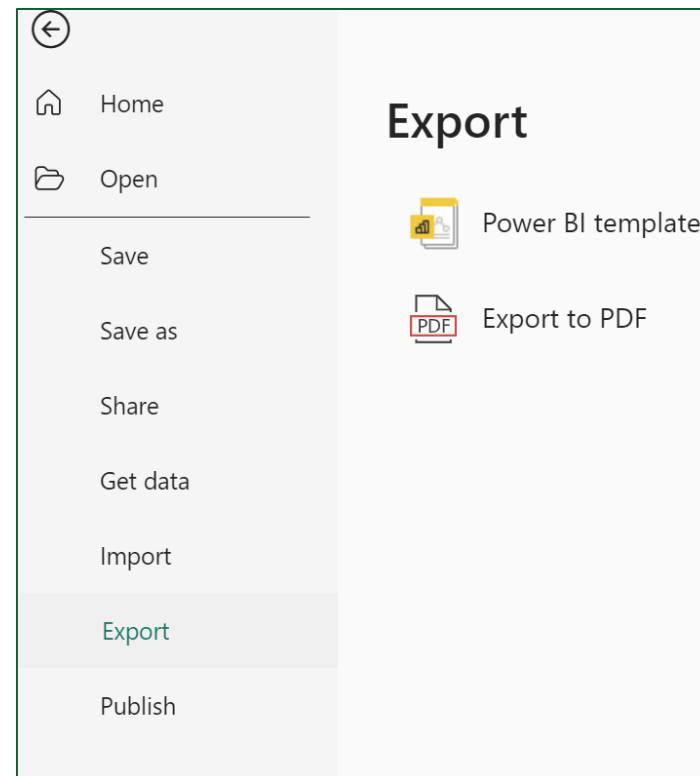 Home
Open
Save
Save as
Share
Get data
Import
Export
Publish
Export
Power BI template
PDF
Export to PDF